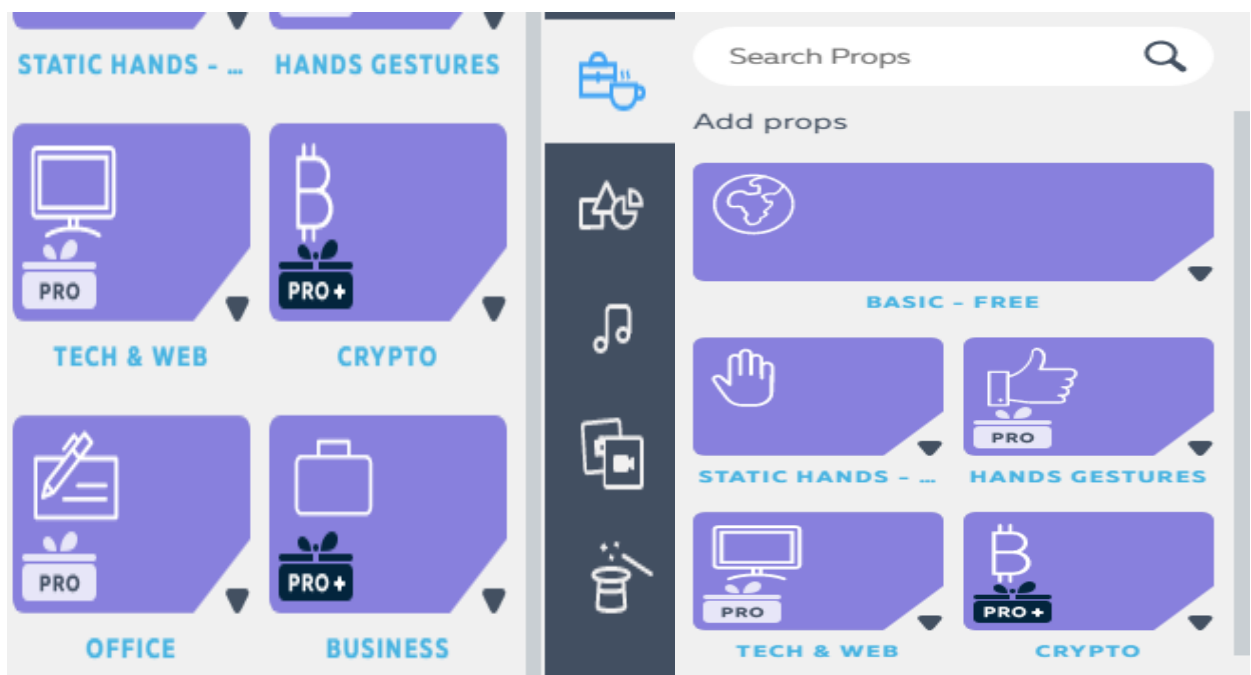 STATIC HANDS - ... HANDS GESTURES
PRO PRO +
TECH & WEB CRYPTO
PRO PRO +
OFFICE BUSINESS
Search Props
Add props
BASIC - FREE
PRO
STATIC HANDS - ... HANDS GESTURES
PRO PRO +
TECH & WEB CRYPTO